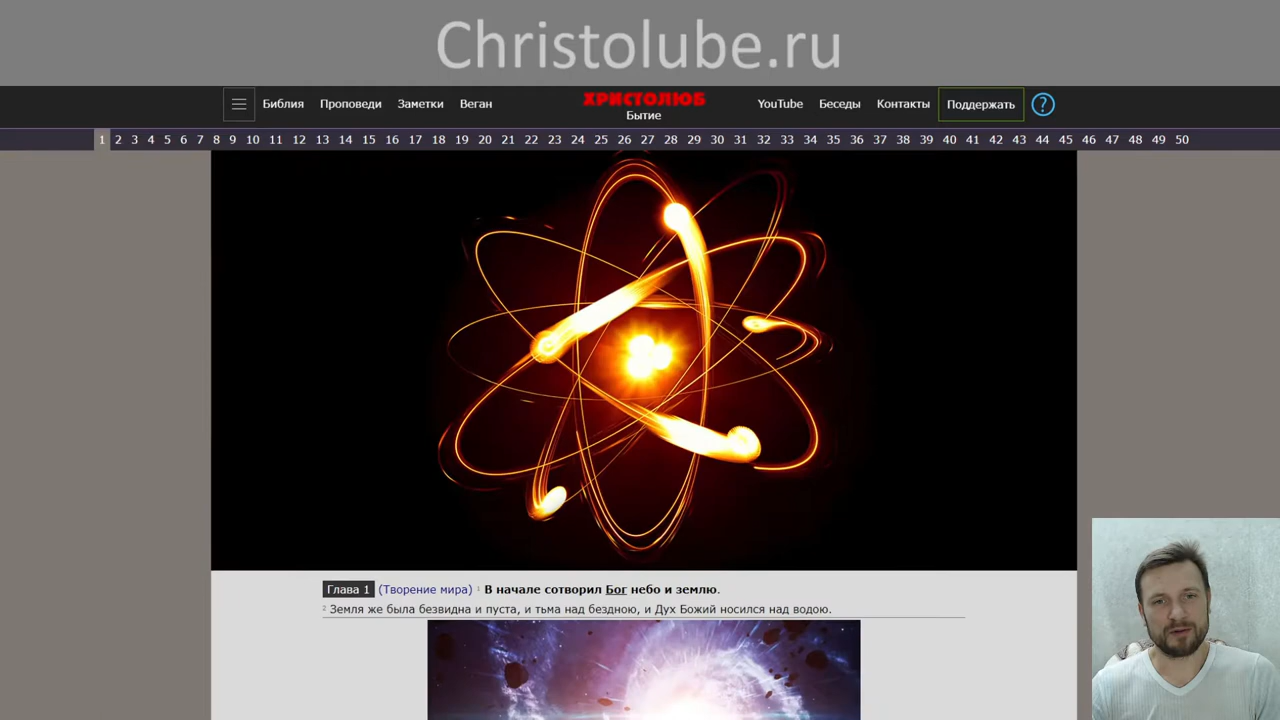 Christolube.ru
Библия Проповеди Заметки Веган ХРИСТОЛЮБ YouTube Беседы Контакты Поддержать ?
Бытие
1 2 3 4 5 6 7 8 9 10 11 12 13 14 15 16 17 18 19 20 21 22 23 24 25 26 27 28 29 30 31 32 33 34 35 36 37 38 39 40 41 42 43 44 45 46 47 48 49 50
Глава 1 (Творение мира) 1 В начале сотворил Бог небо и землю.
2 Земля же была безвидна и пуста, и тьма над бездною, и Дух Божий носился над водою.